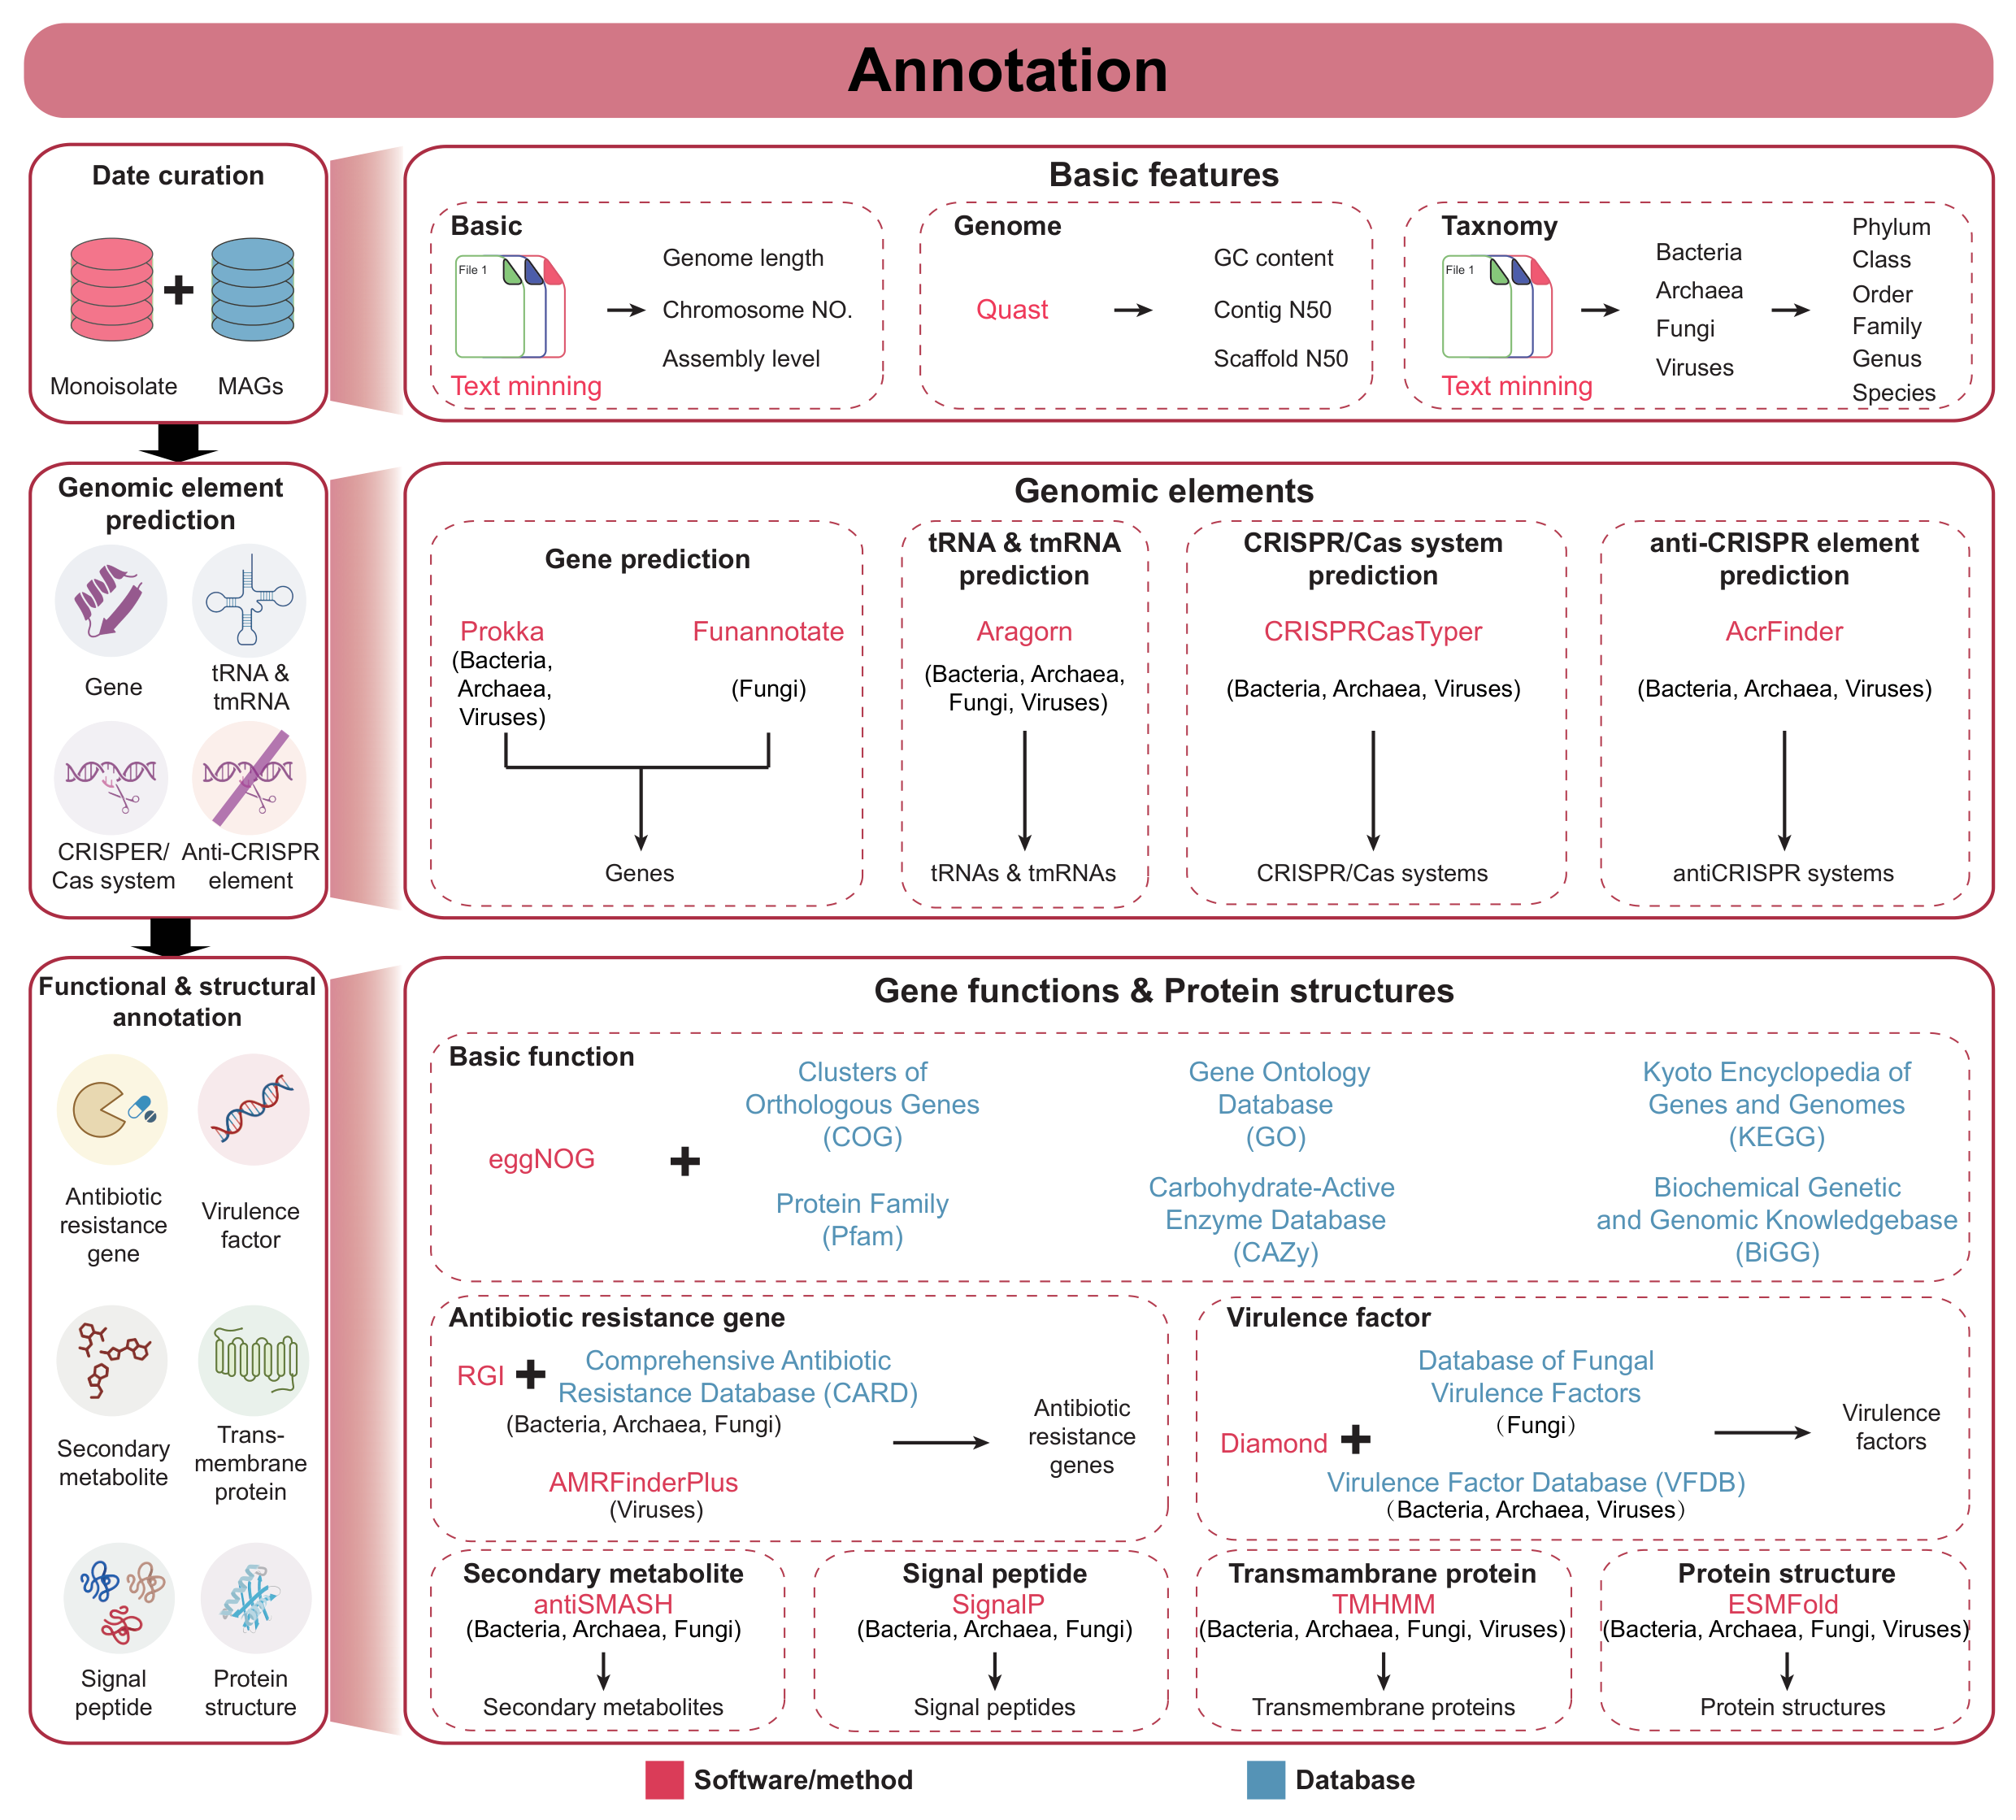 Annotation
Date curation
Monoisolate
MAGs
Basic features
Basic
File 1
Text minning
Genome length
Chromosome NO.
Assembly level
Genome
Quast
GC content
Contig N50
Scaffold N50
Taxnomy
File 1
Text minning
Bacteria
Archaea
Fungi
Viruses
Phylum
Class
Order
Family
Genus
Species
Genomic element
prediction
Gene
tRNA &
tmRNA
CRISPER/
Cas system
Anti-CRISPR
element
Genomic elements
Gene prediction
Prokka
(Bacteria,
Archaea,
Viruses)
Funannotate
(Fungi)
Genes
tRNA & tmRNA
prediction
Aragorn
(Bacteria, Archaea,
Fungi, Viruses)
tRNAs & tmRNAs
CRISPR/Cas system
prediction
CRISPRCasTyper
(Bacteria, Archaea, Viruses)
CRISPR/Cas systems
anti-CRISPR element
prediction
AcrFinder
(Bacteria, Archaea, Viruses)
antiCRISPR systems
Functional & structural
annotation
Antibiotic
resistance
gene
Virulence
factor
Secondary
metabolite
Trans-
membrane
protein
Signal
peptide
Protein
structure
Gene functions & Protein structures
Basic function
eggNOG
+
Clusters of
Orthologous Genes
(COG)
Gene Ontology
Database
(GO)
Kyoto Encyclopedia of
Genes and Genomes
(KEGG)
Protein Family
(Pfam)
Carbohydrate-Active
Enzyme Database
(CAZy)
Biochemical Genetic
and Genomic Knowledgebase
(BiGG)
Antibiotic resistance gene
RGI +
Comprehensive Antibiotic
Resistance Database (CARD)
(Bacteria, Archaea, Fungi)
AMRFinderPlus
(Viruses)
Antibiotic
resistance
genes
Virulence factor
Diamond +
Database of Fungal
Virulence Factors
(Fungi)
Virulence Factor Database (VFDB)
(Bacteria, Archaea, Viruses)
Virulence
factors
Secondary metabolite
antiSMASH
(Bacteria, Archaea, Fungi)
Secondary metabolites
Signal peptide
SignalP
(Bacteria, Archaea, Fungi)
Signal peptides
Transmambrane protein
TMHMM
(Bacteria, Archaea, Fungi, Viruses)
Transmembrane proteins
Protein structure
ESMFold
(Bacteria, Archaea, Fungi, Viruses)
Protein structures
Software/method
Database